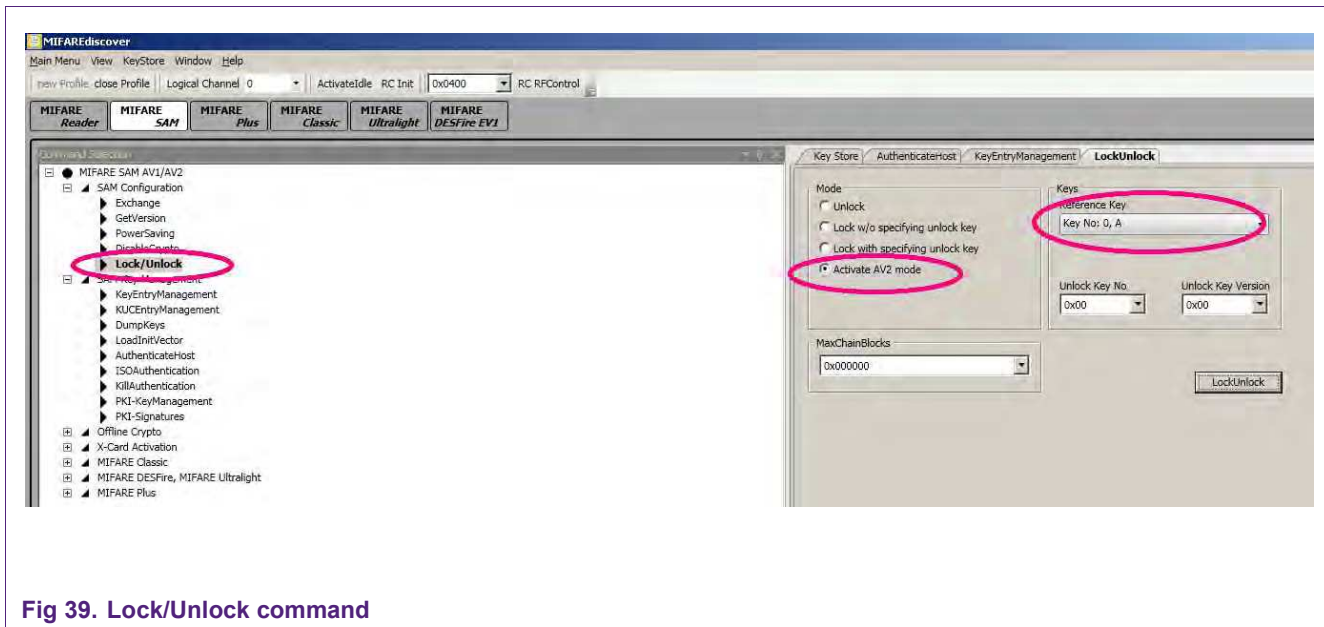 MIFAREdiscover
Main Menu View KeyStore Window Help
new Profile close Profile Logical Channel 0 ActivateIdle RC Init 0x0400 RC RFControl
MIFARE Reader MIFARE SAM MIFARE Plus MIFARE Classic MIFARE Ultralight MIFARE DESFire EV1
Command Selection
MIFARE SAM AV1/AV2
SAM Configuration
Exchange
GetVersion
PowerSaving
DisableCrypto
Lock/Unlock
SAM Key Management
KeyEntryManagement
KUCEntryManagement
DumpKeys
LoadInitVector
AuthenticateHost
ISOAuthentication
KillAuthentication
PKI-KeyManagement
PKI-Signatures
Offline Crypto
X-Card Activation
MIFARE Classic
MIFARE DESFire, MIFARE Ultralight
MIFARE Plus
Key Store AuthenticateHost KeyEntryManagement LockUnlock
Mode
Unlock
Lock w/o specifying unlock key
Lock with specifying unlock key
Activate AV2 mode
Keys
Reference Key
Key No: 0, A
Unlock Key No. Unlock Key Version
0x00 0x00
MaxChainBlocks
0x000000
LockUnlock
Fig 39. Lock/Unlock command